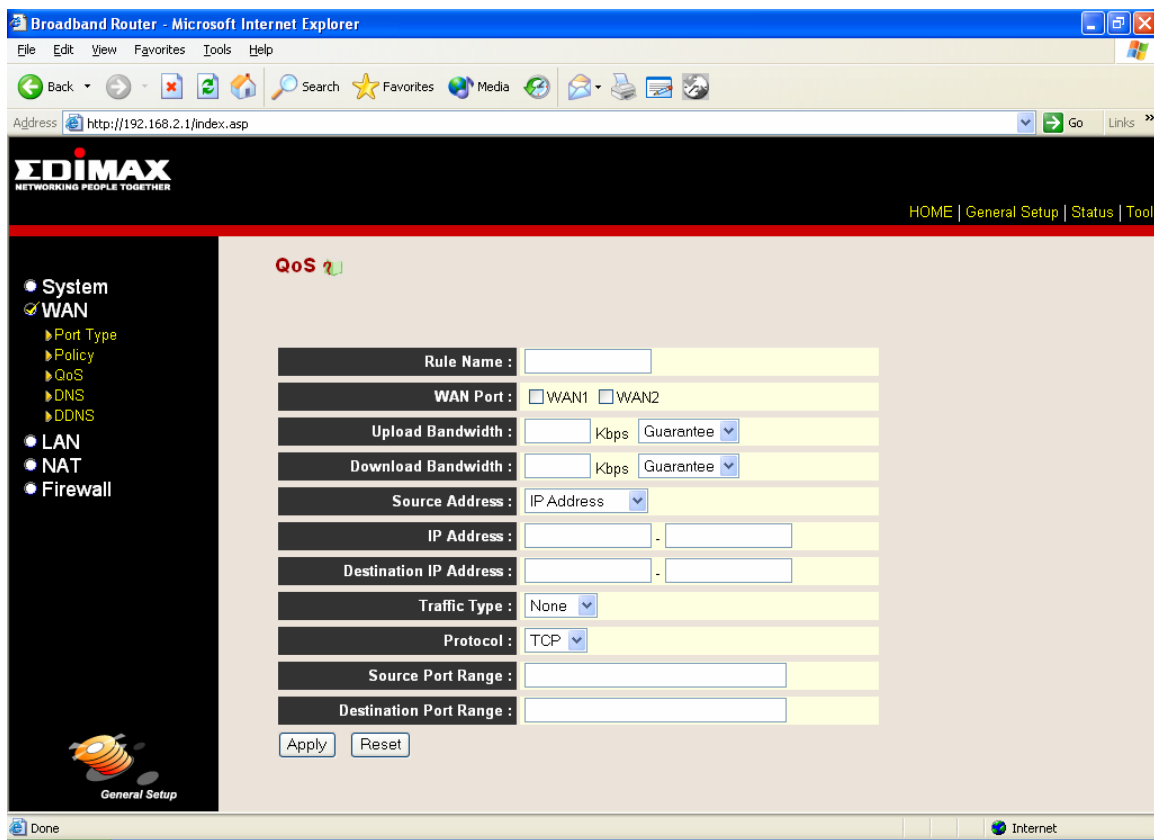 Broadband Router - Microsoft Internet Explorer
File Edit View Favorites Tools Help
Back Search Favorites Media
Address http://192.168.2.1/index.asp Go Links »
EDIMAX
NETWORKING PEOPLE TOGETHER
HOME | General Setup | Status | Tool
QoS
System
WAN
Port Type
Policy
QoS
DNS
DDNS
LAN
NAT
Firewall
Rule Name :
WAN Port : WAN1 WAN2
Upload Bandwidth : Kbps Guarantee
Download Bandwidth : Kbps Guarantee
Source Address : IP Address
IP Address : -
Destination IP Address : -
Traffic Type : None
Protocol : TCP
Source Port Range :
Destination Port Range :
Apply Reset
General Setup
Done Internet